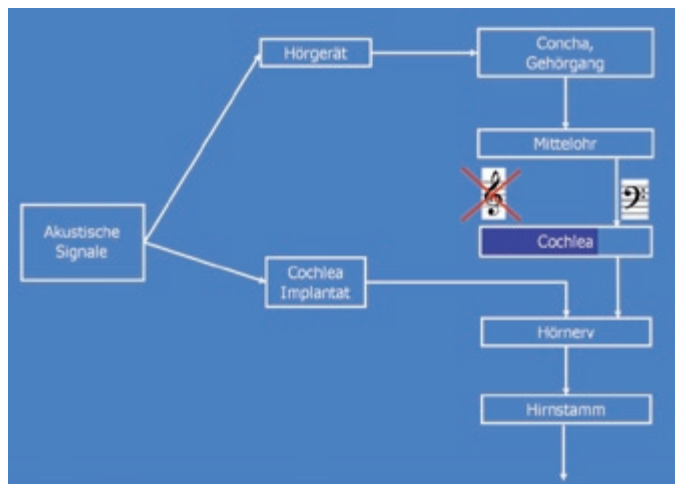 Hörgerät
Concha,
Gehörgang
Mittelohr
Akustische
Signale
Cochlea
Cochlea
Implantat
Hörnerv
Hirnstamm